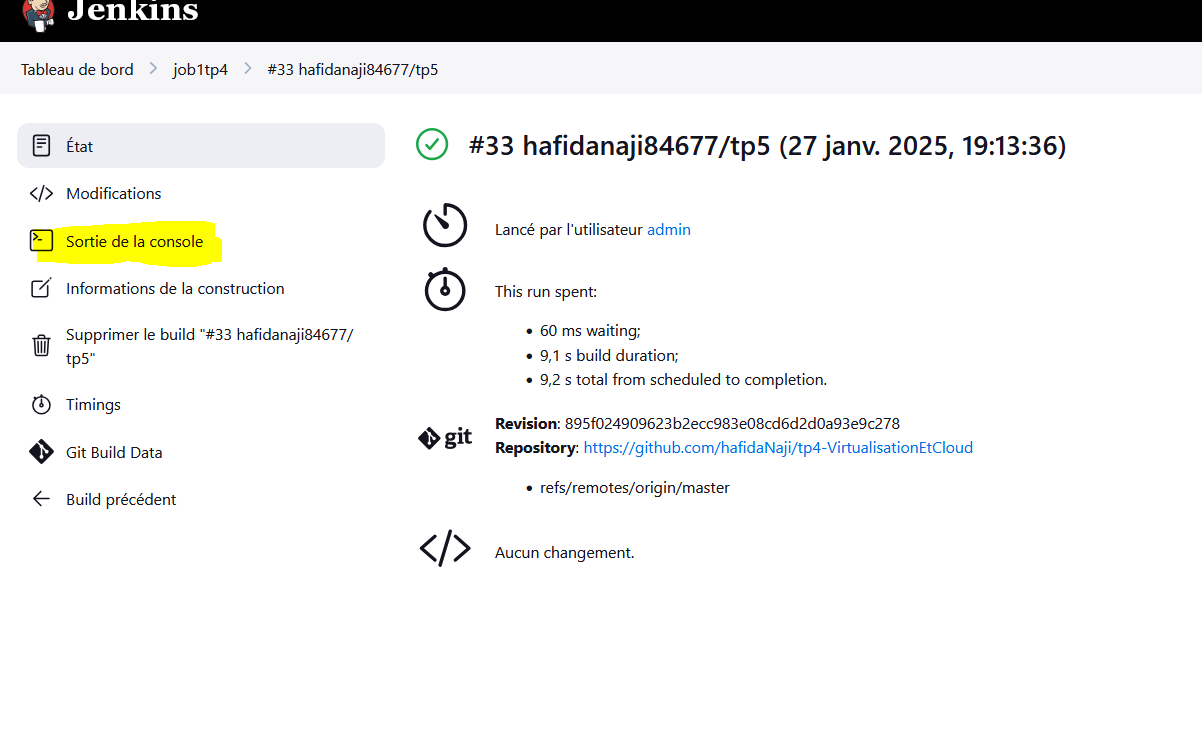 Jenkins
Tableau de bord > job1tp4 > #33 hafidanaji84677/tp5
État
Modifications
Sortie de la console
Informations de la construction
Supprimer le build "#33 hafidanaji84677/
tp5"
Timings
Git Build Data
Build précédent
#33 hafidanaji84677/tp5 (27 janv. 2025, 19:13:36)
Lancé par l'utilisateur admin
This run spent:
• 60 ms waiting;
• 9,1 s build duration;
• 9,2 s total from scheduled to completion.
git
Revision: 895f024909623b2ecc983e08cd6d2d0a93e9c278
Repository: https://github.com/hafidaNaji/tp4-VirtualisationEtCloud
• refs/remotes/origin/master
Aucun changement.